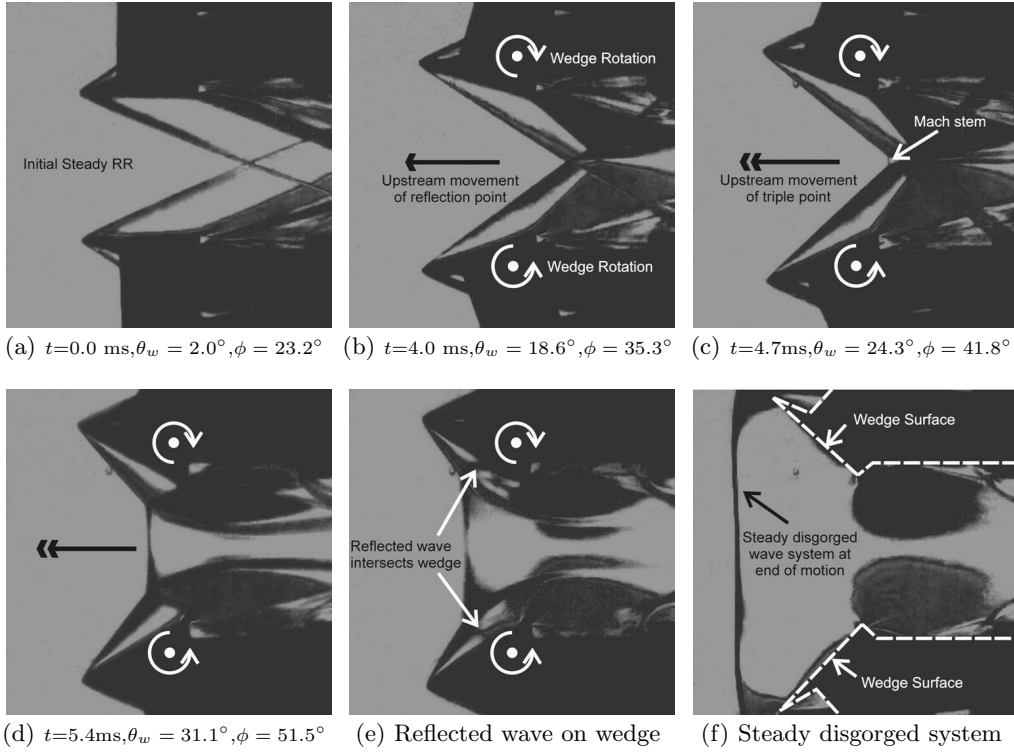 Initial Steady RR
(a) t=0.0 ms,θw = 2.0°,ϕ = 23.2°
Wedge Rotation
Upstream movement
of reflection point
Wedge Rotation
(b) t=4.0 ms,θw = 18.6°,ϕ = 35.3°
Mach stem
Upstream movement
of triple point
(c) t=4.7ms,θw = 24.3°,ϕ = 41.8°
(d) t=5.4ms,θw = 31.1°,ϕ = 51.5°
Reflected wave
intersects wedge
(e) Reflected wave on wedge
Wedge Surface
Steady disgorged
wave system at
end of motion
Wedge Surface
(f) Steady disgorged system